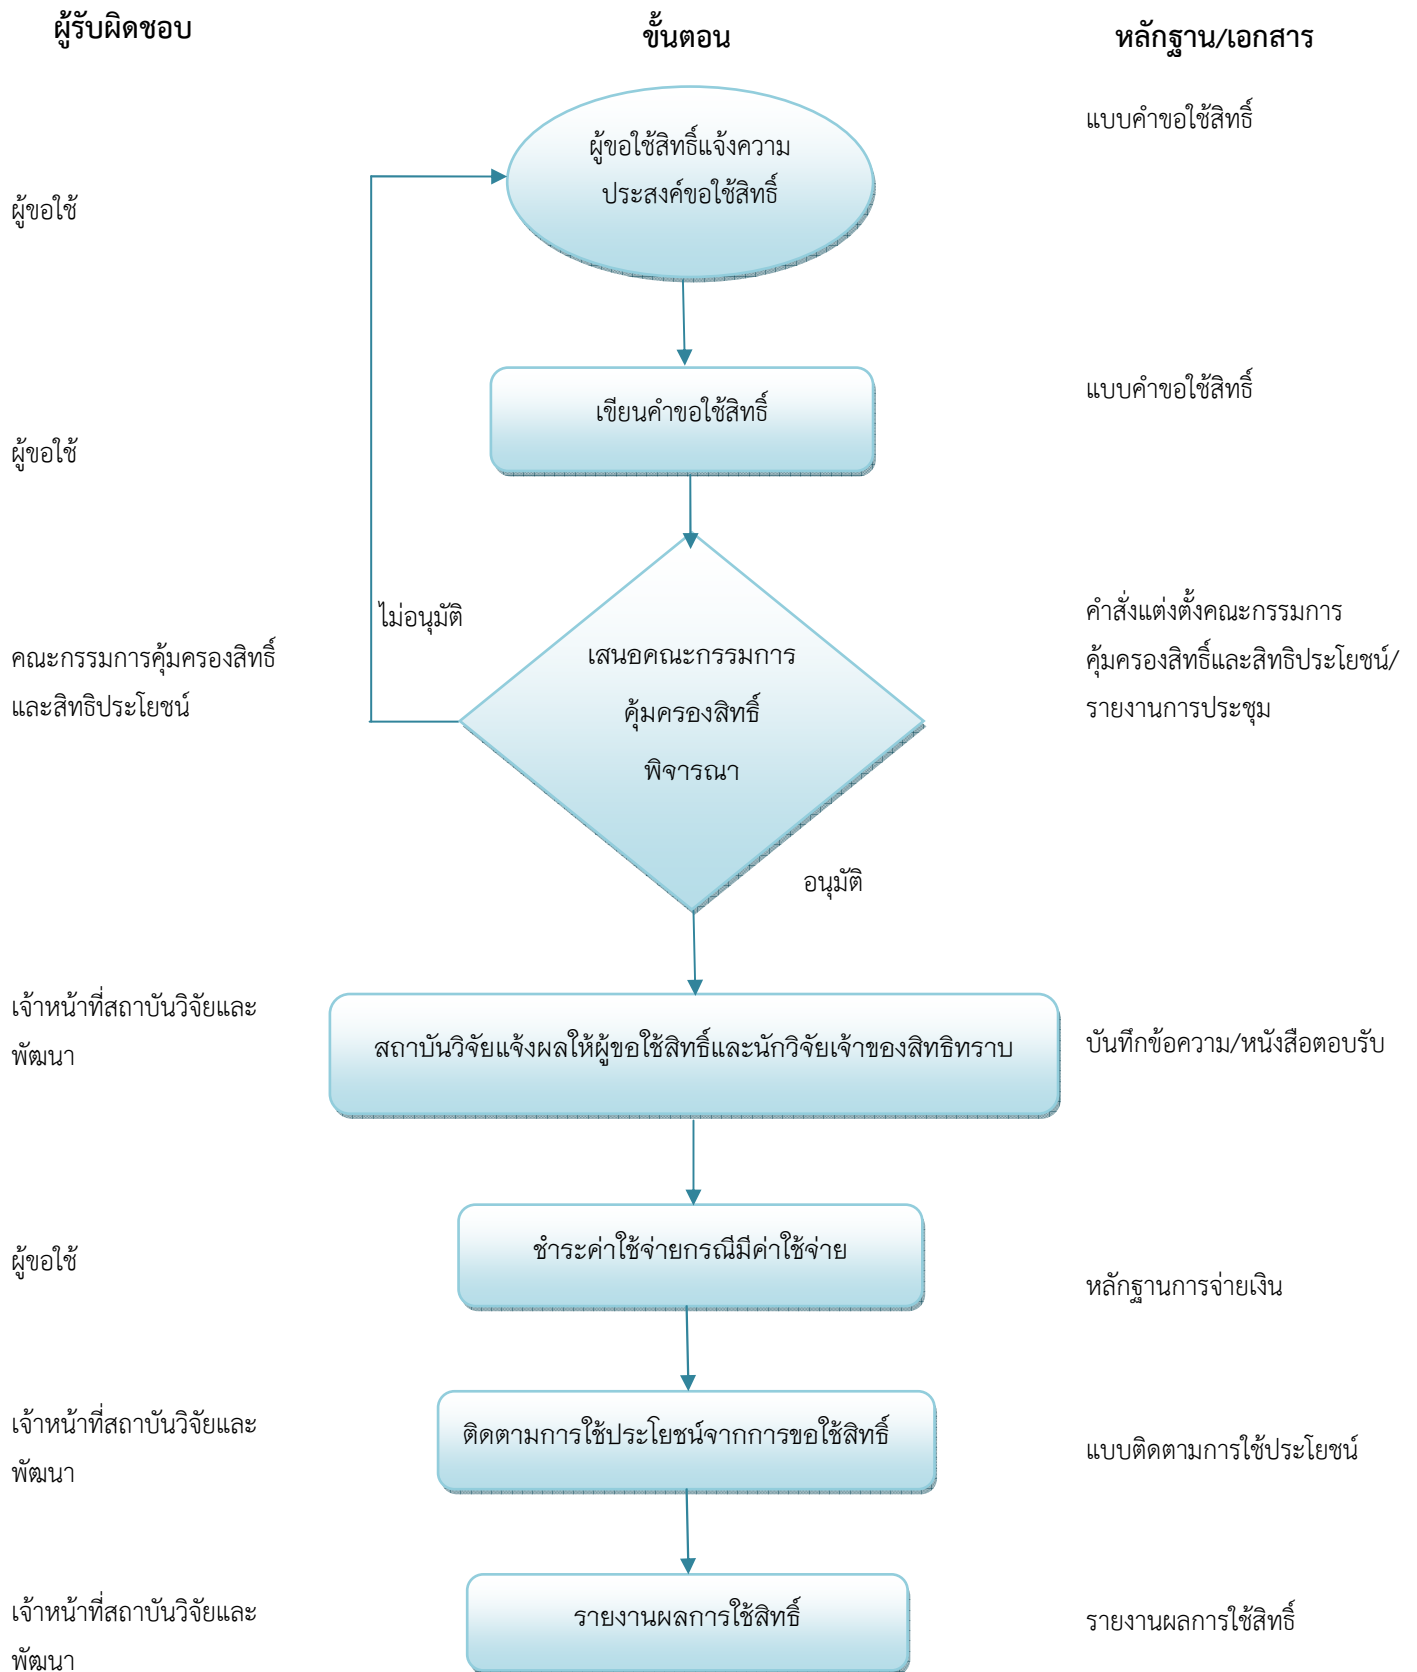 ผู้รับผิดชอบ
ขั้นตอน
หลักฐาน/เอกสาร
ผู้ขอใช้สิทธิ์แจ้งความ
ประสงค์ขอใช้สิทธิ์
แบบคำขอใช้สิทธิ์
ผู้ขอใช้
เขียนคำขอใช้สิทธิ์
แบบคำขอใช้สิทธิ์
ผู้ขอใช้
ไม่อนุมัติ
คณะกรรมการคุ้มครองสิทธิ์
และสิทธิประโยชน์
เสนอคณะกรรมการ
คุ้มครองสิทธิ์
พิจารณา
คำสั่งแต่งตั้งคณะกรรมการ
คุ้มครองสิทธิ์และสิทธิประโยชน์/
รายงานการประชุม
อนุมัติ
เจ้าหน้าที่สถาบันวิจัยและ
พัฒนา
สถาบันวิจัยแจ้งผลให้ผู้ขอใช้สิทธิ์และนักวิจัยเจ้าของสิทธิทราบ
บันทึกข้อความ/หนังสือตอบรับ
ผู้ขอใช้
ชำระค่าใช้จ่ายกรณีมีค่าใช้จ่าย
หลักฐานการจ่ายเงิน
เจ้าหน้าที่สถาบันวิจัยและ
พัฒนา
ติดตามการใช้ประโยชน์จากการขอใช้สิทธิ์
แบบติดตามการใช้ประโยชน์
เจ้าหน้าที่สถาบันวิจัยและ
พัฒนา
รายงานผลการใช้สิทธิ์
รายงานผลการใช้สิทธิ์